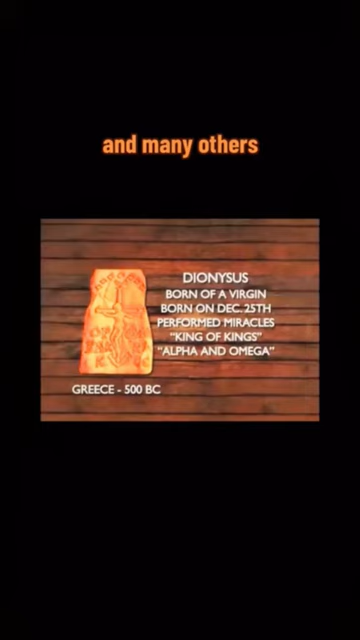 and many others
DIONYSUS
BORN OF A VIRGIN
BORN ON DEC. 25TH
PERFORMED MIRACLES
"KING OF KINGS"
"ALPHA AND OMEGA"
GREECE - 500 BC